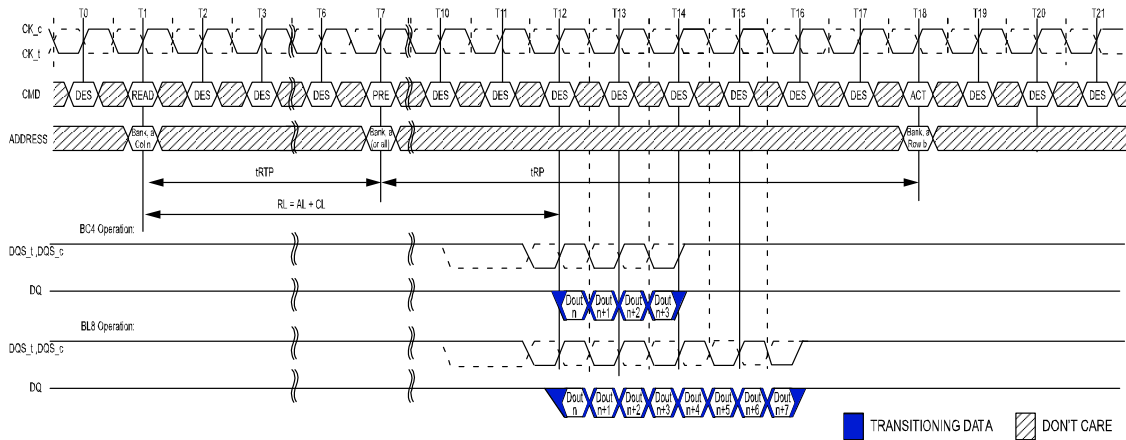 T0 T1 T2 T3 T6 T7 T10 T11 T12 T13 T14 T15 T16 T17 T18 T19 T20 T21
CK_c
CK_t
CMD DES READ DES DES DES PRE DES DES DES DES DES DES DES DES ACT DES DES DES
ADDRESS Bank, a Col n Bank, a (or all) Bank, a Row b
tRTP tRP
RL = AL + CL
BC4 Operation:
DQS_t ,DQS_c
DQ Dout n Dout n+1 Dout n+2 Dout n+3
BL8 Operation:
DQS_t ,DQS_c
DQ Dout n Dout n+1 Dout n+2 Dout n+3 Dout n+4 Dout n+5 Dout n+6 Dout n+7
TRANSITIONING DATA DON'T CARE